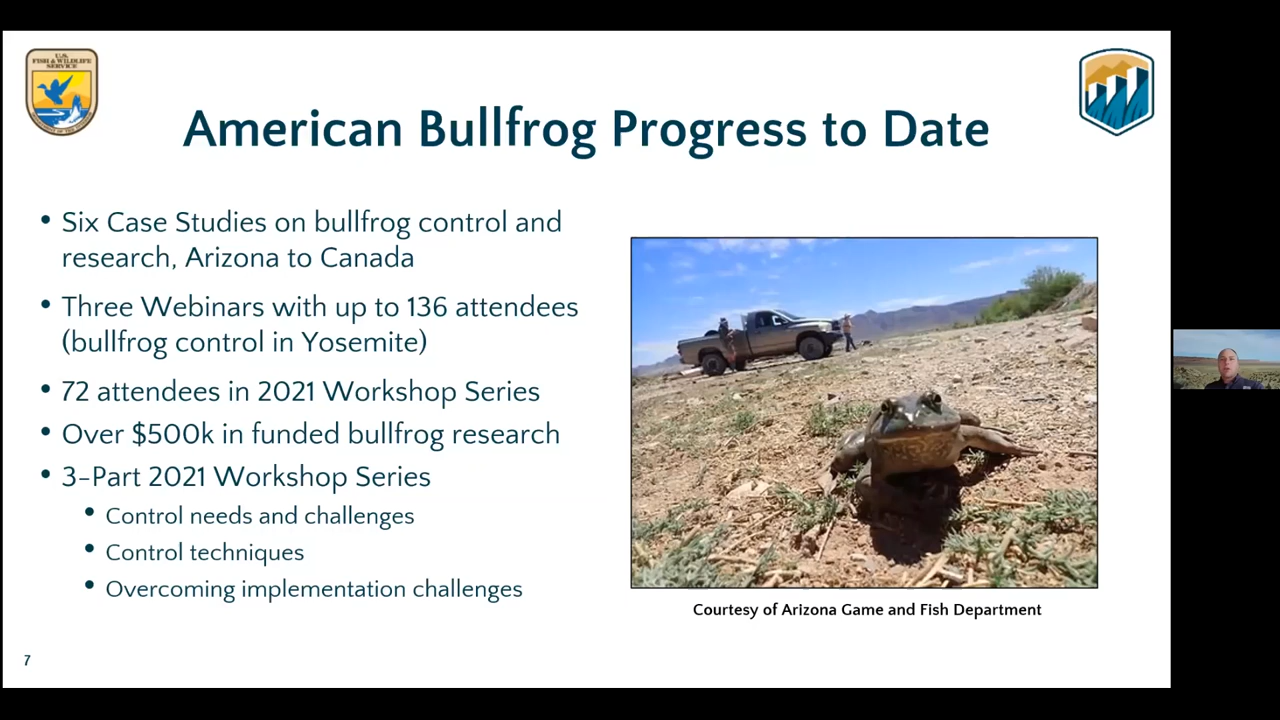 U.S.
FISH & WILDLIFE
SERVICE
American Bullfrog Progress to Date
• Six Case Studies on bullfrog control and
research, Arizona to Canada
• Three Webinars with up to 136 attendees
(bullfrog control in Yosemite)
• 72 attendees in 2021 Workshop Series
• Over $500k in funded bullfrog research
• 3-Part 2021 Workshop Series
• Control needs and challenges
• Control techniques
• Overcoming implementation challenges
Courtesy of Arizona Game and Fish Department
7